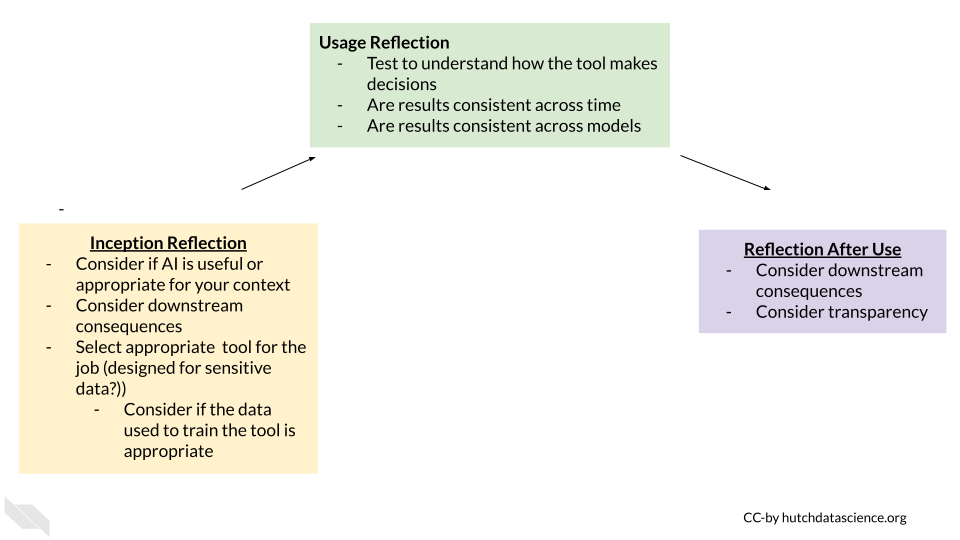 Usage Reflection
- Test to understand how the tool makes
decisions
- Are results consistent across time
- Are results consistent across models
-
Inception Reflection
- Consider if AI is useful or
appropriate for your context
- Consider downstream
consequences
- Select appropriate  tool for the
job (designed for sensitive
data?))
- Consider if the data
used to train the tool is
appropriate
Reflection After Use
- Consider downstream
consequences
- Consider transparency
CC-by hutchdatascience.org